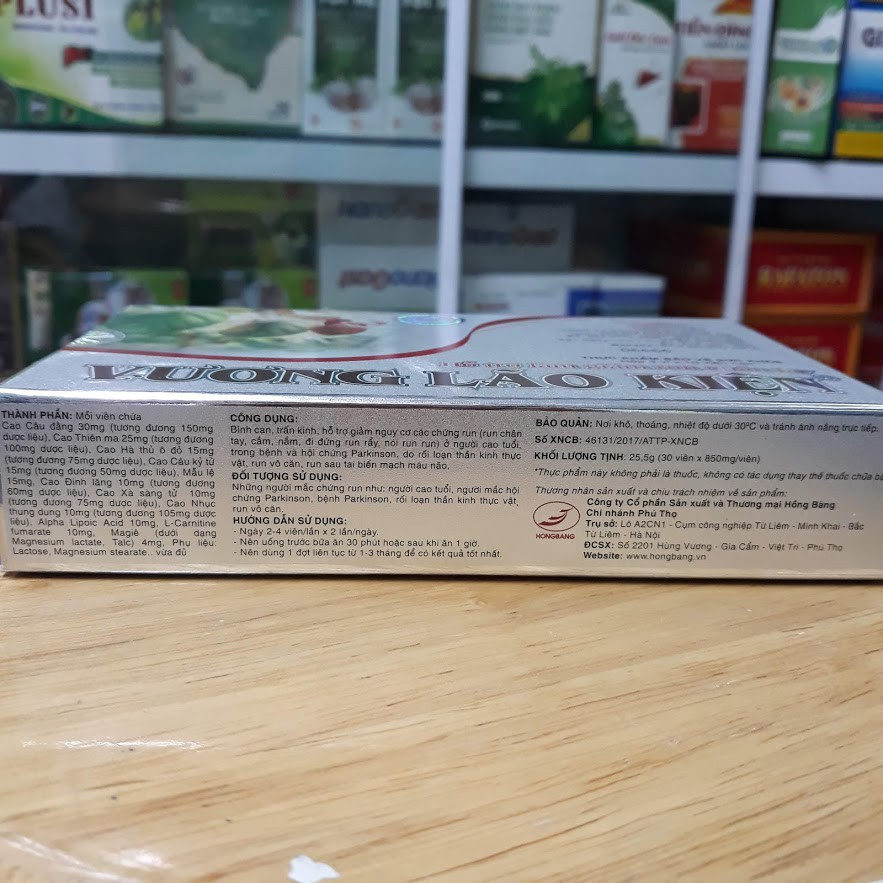 PLUSI
VƯƠNG LÃO KIỆN
THÀNH PHẦN: Mỗi viên chứa
Cao Câu đằng 30mg (tương đương 150mg
dược liệu), Cao Thiên ma 25mg (tương đương
100mg dược liệu), Cao Hà thủ ô đỏ 15mg
(tương đương 75mg dược liệu), Cao Câu kỷ tử
15mg (tương đương 50mg dược liệu), Mẫu lệ
15mg, Cao Đinh lăng 10mg (tương đương
60mg dược liệu), Cao Xà sàng tử 10mg
(tương đương 75mg dược liệu), Cao Nhục
thung dung 10mg (tương đương 105mg dược
liệu), Alpha Lipoic Acid 10mg, L-Carnitine
fumarate 10mg, Magiê (dưới dạng
Magnesium lactate, Talc) 4mg, Phụ liệu:
Lactose, Magnesium stearate.. vừa đủ
CÔNG DỤNG:
Bình can, trấn kinh, hỗ trợ giảm nguy cơ các chứng run (run chân
tay, cằm, nằm, đi đứng run rẩy, nói run run) ở người cao tuổi,
trong bệnh và hội chứng Parkinson, do rối loạn thần kinh thực
vật, run vô căn, run sau tai biến mạch máu não.
ĐỐI TƯỢNG SỬ DỤNG:
Những người mắc chứng run như: người cao tuổi, người mắc hội
chứng Parkinson, bệnh Parkinson, rối loạn thần kinh thực vật,
run vô căn.
HƯỚNG DẪN SỬ DỤNG:
- Ngày 2-4 viên/lần x 2 lần/ngày.
- Nên uống trước bữa ăn 30 phút hoặc sau khi ăn 1 giờ.
- Nên dùng 1 đợt liên tục từ 1-3 tháng để có kết quả tốt nhất.
BẢO QUẢN: Nơi khô, thoáng, nhiệt độ dưới 30ºC và tránh ánh nắng trực tiếp.
Số XNCB: 46131/2017/ATTP-XNCB
KHỐI LƯỢNG TỊNH: 25,5g (30 viên x 850mg/viên)
*Thực phẩm này không phải là thuốc, không có tác dụng thay thế thuốc chữa
Thương nhân sản xuất và chịu trách nhiệm về sản phẩm:
Công ty Cổ phần Sản xuất và Thương mại Hồng Bàng
Chi nhánh Phú Thọ
Trụ sở: Lô A2CN1 - Cụm công nghiệp Từ Liêm - Minh Khai - Bắc
Từ Liêm - Hà Nội
ĐCSX: Số 2201 Hùng Vương - Gia Cẩm - Việt Trì - Phú Thọ
Website: www.hongbang.vn
HONGBANG